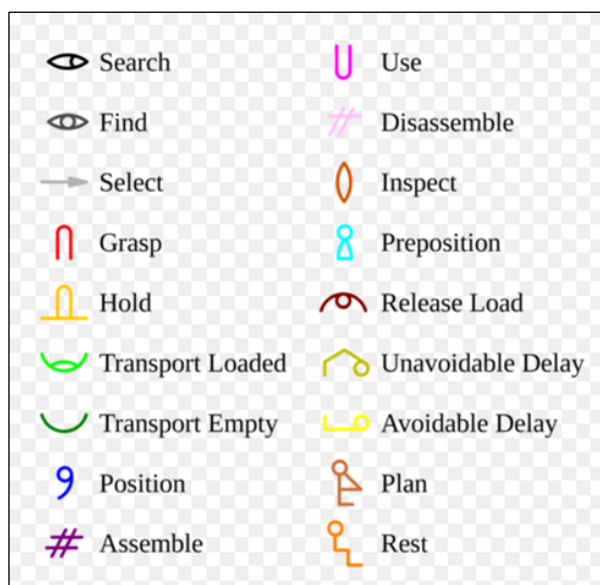 Search
Find
Select
Grasp
Hold
Transport Loaded
Transport Empty
Position
Assemble
Use
Disassemble
Inspect
Preposition
Release Load
Unavoidable Delay
Avoidable Delay
Plan
Rest